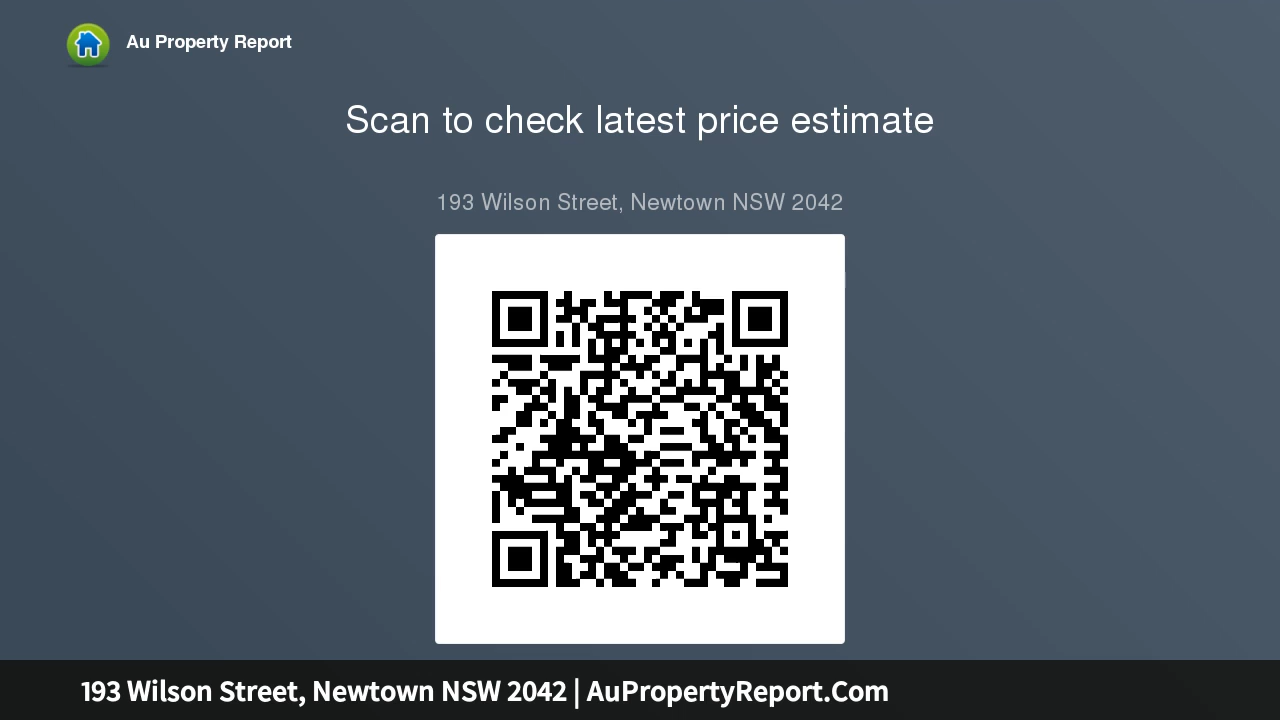 Au Property Report
Scan to check latest price estimate
193 Wilson Street, Newtown NSW 2042
193 Wilson Street, Newtown NSW 2042 | AuPropertyReport.Com